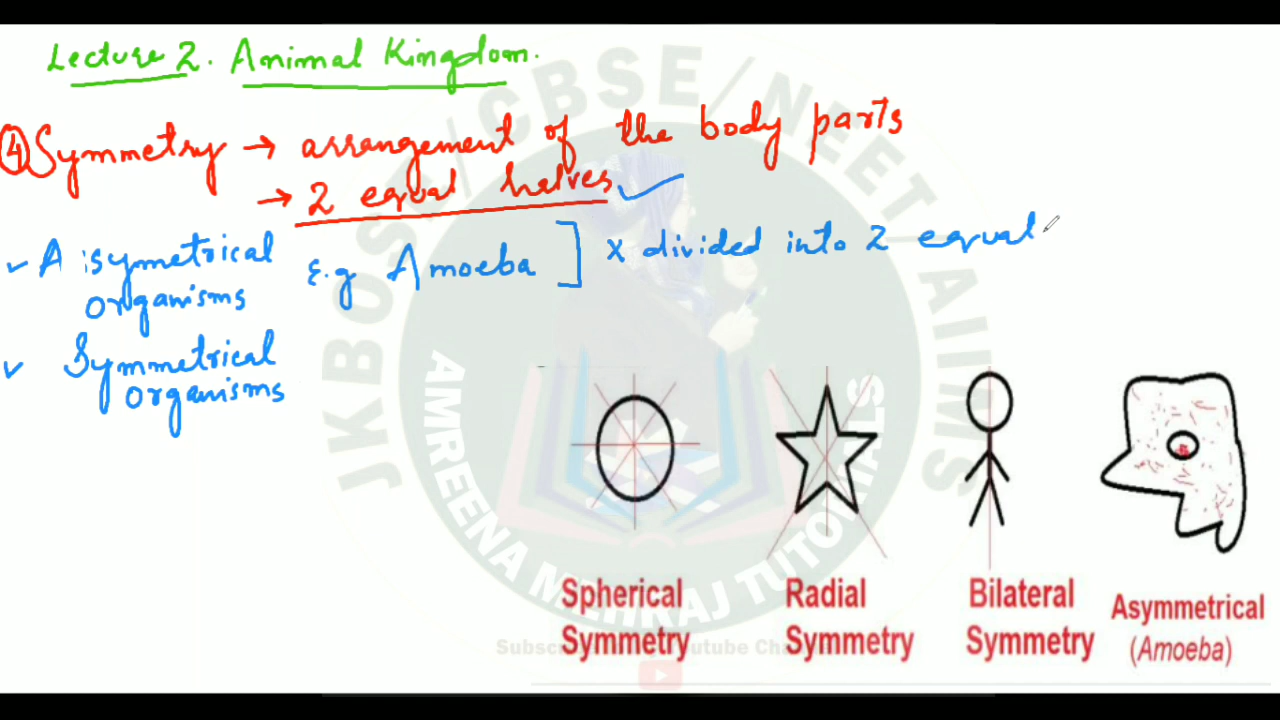 Lecture 2. Animal Kingdom.
④ Symmetry → arrangement of the body parts
→ 2 equal halves ✓
✓ A isymetrical organisms
E.g Amoeba ] x divided into 2 equal
✓ Symmetrical organisms
Spherical Symmetry
Radial Symmetry
Bilateral Symmetry
Asymmetrical (Amoeba)
JKBOSE/CBSE/NEET/AIIMS
AMREENA MEHRAJ TUTORIALS